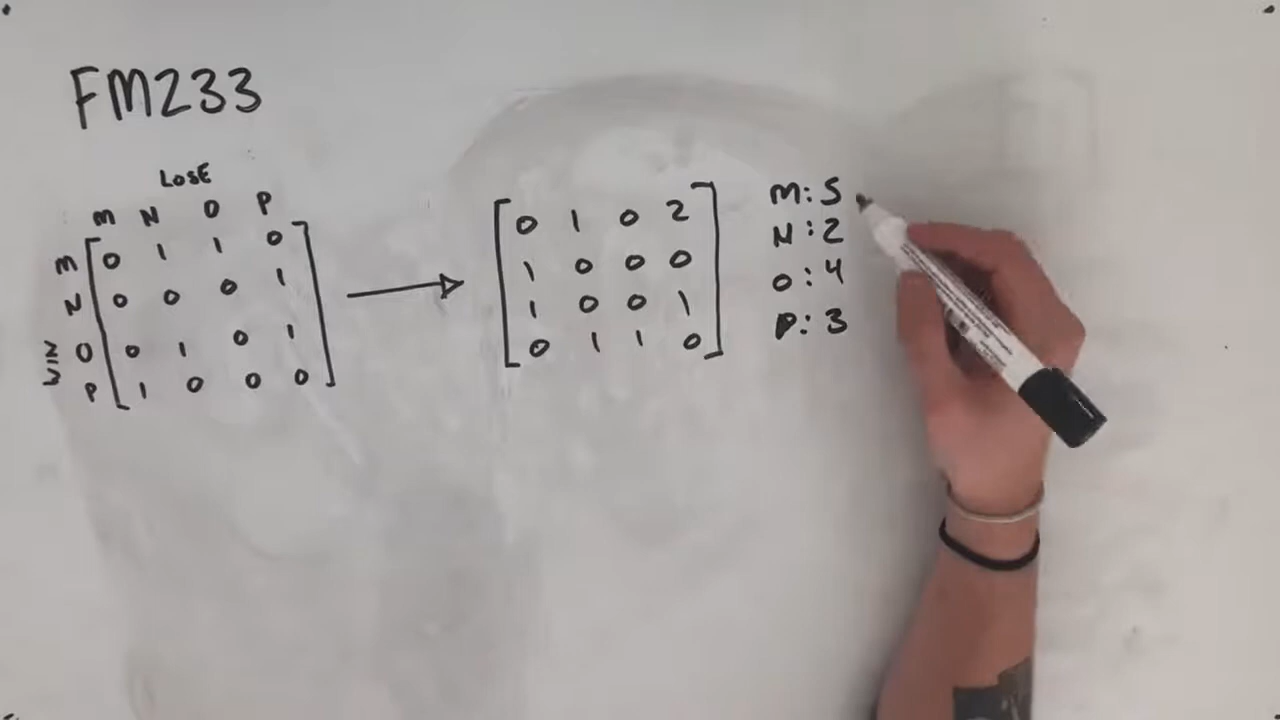 FM233
LOSE
M N O P
M 0 1 1 0
N 0 0 0 1
O 0 1 0 1
P 1 0 0 0
WIN
0 1 0 2
1 0 0 0
1 0 0 1
0 1 1 0
M: 5
N: 2
O: 4
P: 3